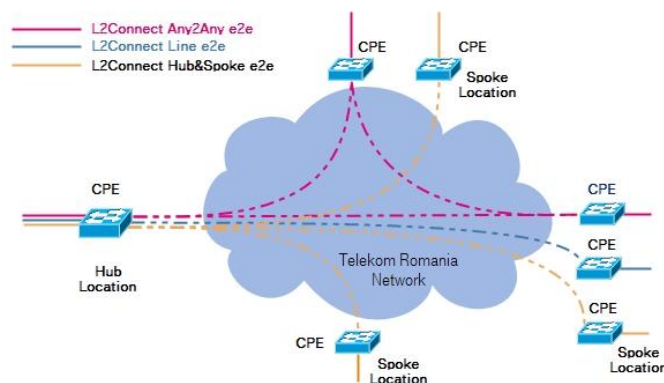 L2Connect Any2Any e2e
L2Connect Line e2e
L2Connect Hub&Spoke e2e
CPE
CPE
Spoke
Location
CPE
Hub
Location
CPE
CPE
Telekom Romania
Network
CPE
Spoke
Location
CPE
Spoke
Location